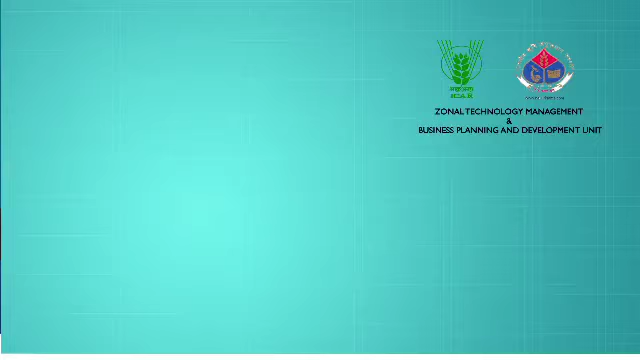 ZONAL TECHNOLOGY MANAGEMENT
&
BUSINESS PLANNING AND DEVELOPMENT UNIT